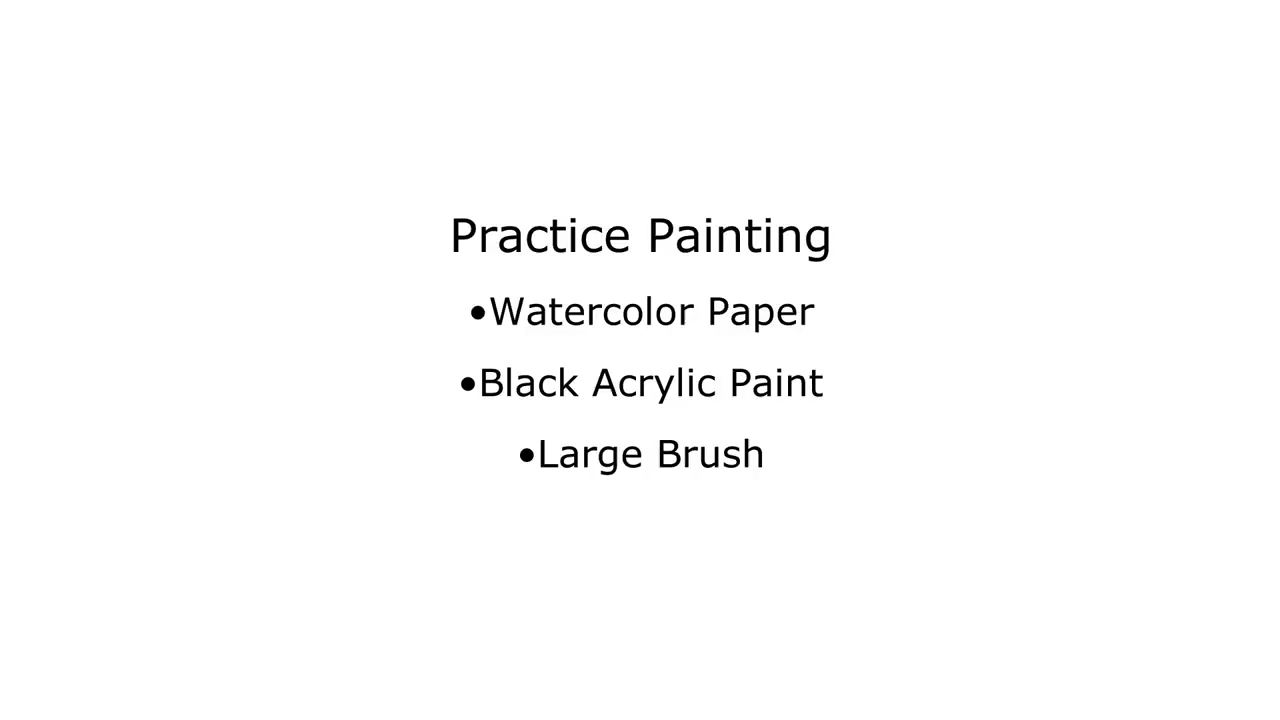 Practice Painting
•Watercolor Paper
•Black Acrylic Paint
•Large Brush